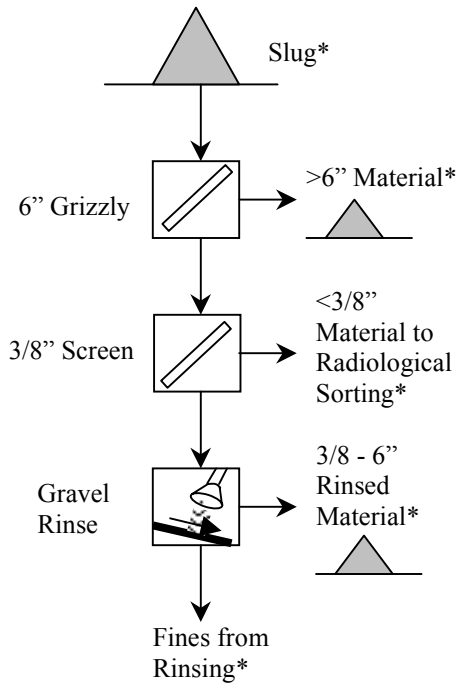 Slug*
>6” Material*
6” Grizzly
<3/8”
Material to
Radiological
Sorting*
3/8” Screen
3/8 - 6”
Rinsed
Material*
Gravel
Rinse
Fines from
Rinsing*